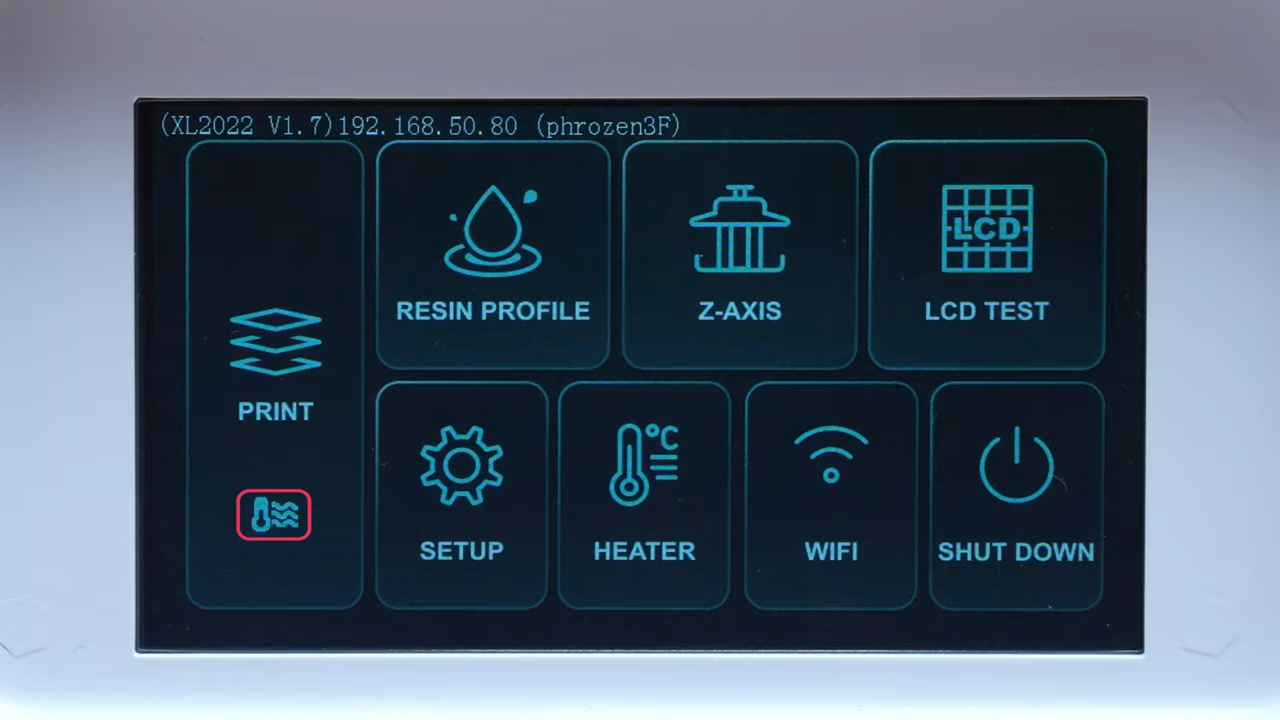 (XL2022 V1.7)192.168.50.80 (phrozen3F)
RESIN PROFILE
Z-AXIS
LCD
LCD TEST
PRINT
°C
SETUP
HEATER
WIFI
SHUT DOWN